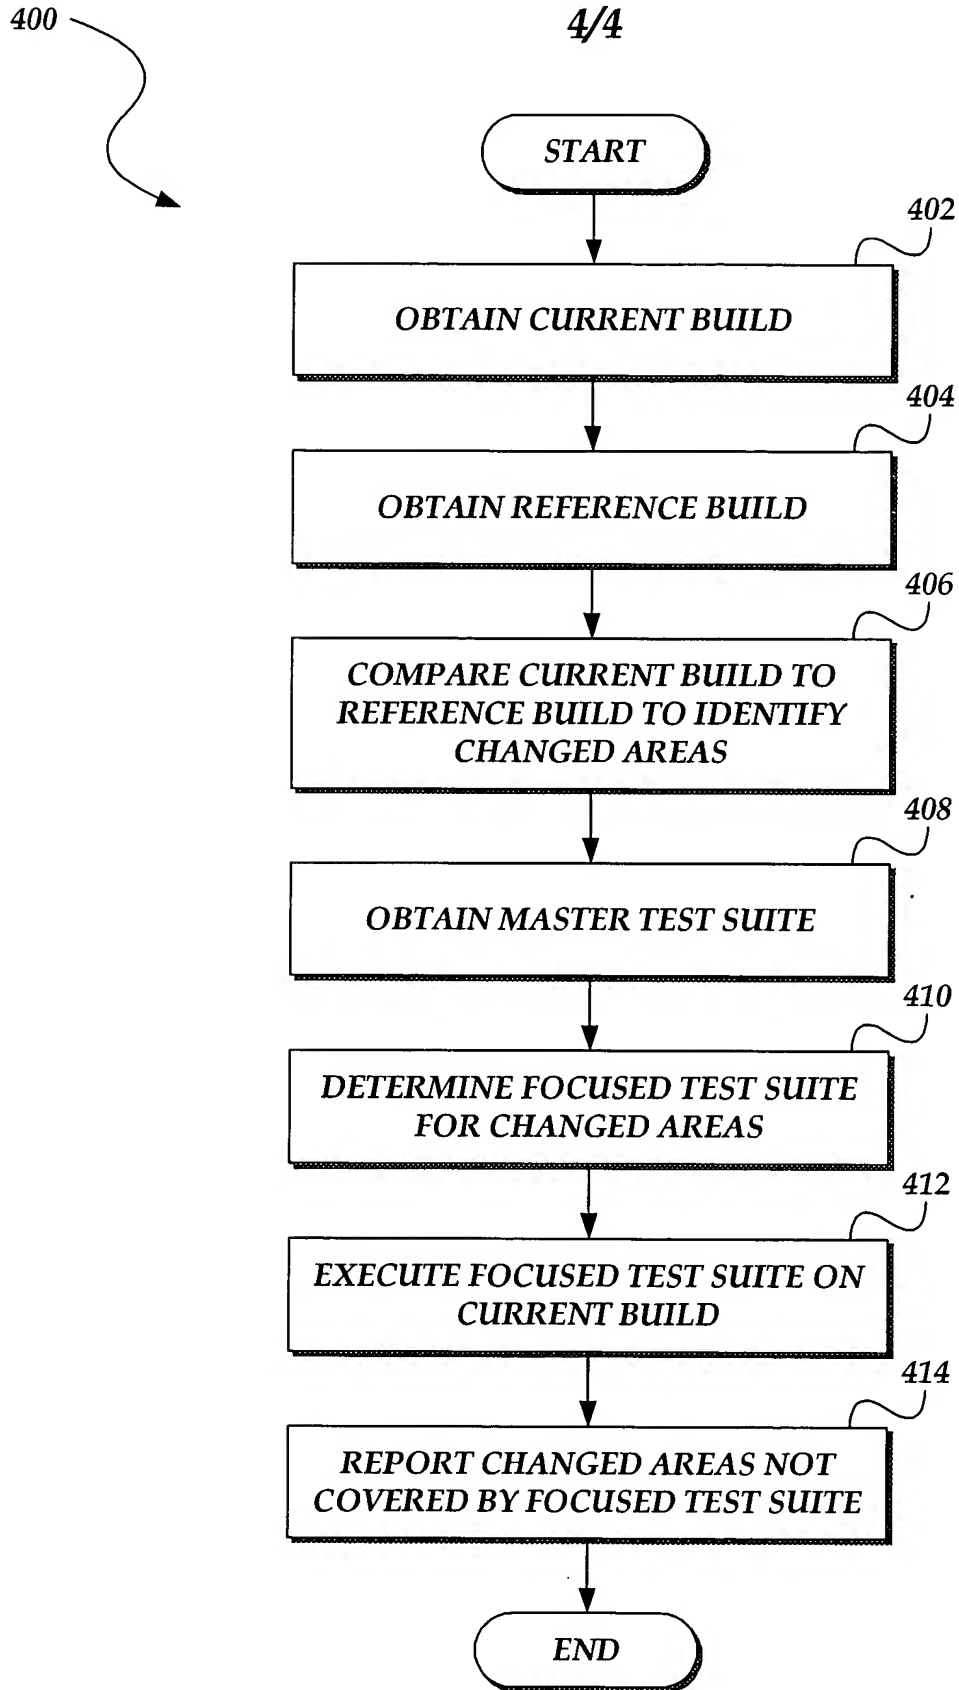 400
4/4
START
402
OBTAIN CURRENT BUILD
404
OBTAIN REFERENCE BUILD
406
COMPARE CURRENT BUILD TO
REFERENCE BUILD TO IDENTIFY
CHANGED AREAS
408
OBTAIN MASTER TEST SUITE
410
DETERMINE FOCUSED TEST SUITE
FOR CHANGED AREAS
412
EXECUTE FOCUSED TEST SUITE ON
CURRENT BUILD
414
REPORT CHANGED AREAS NOT
COVERED BY FOCUSED TEST SUITE
END